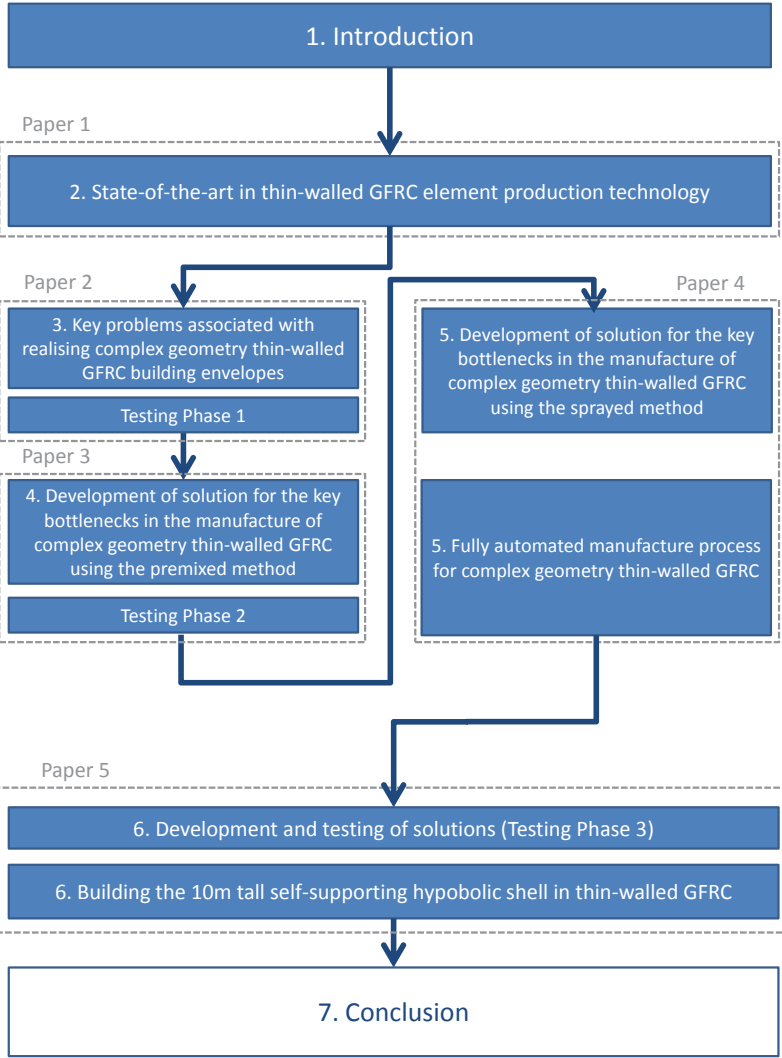 1. Introduction
Paper 1
2. State-of-the-art in thin-walled GFRC element production technology
Paper 2
3. Key problems associated with
realising complex geometry thin-walled
GFRC building envelopes
Testing Phase 1
Paper 3
4. Development of solution for the key
bottlenecks in the manufacture of
complex geometry thin-walled GFRC
using the premixed method
Testing Phase 2
Paper 4
5. Development of solution for the key
bottlenecks in the manufacture of
complex geometry thin-walled GFRC
using the sprayed method
5. Fully automated manufacture process
for complex geometry thin-walled GFRC
Paper 5
6. Development and testing of solutions (Testing Phase 3)
6. Building the 10m tall self-supporting hypobolic shell in thin-walled GFRC
7. Conclusion